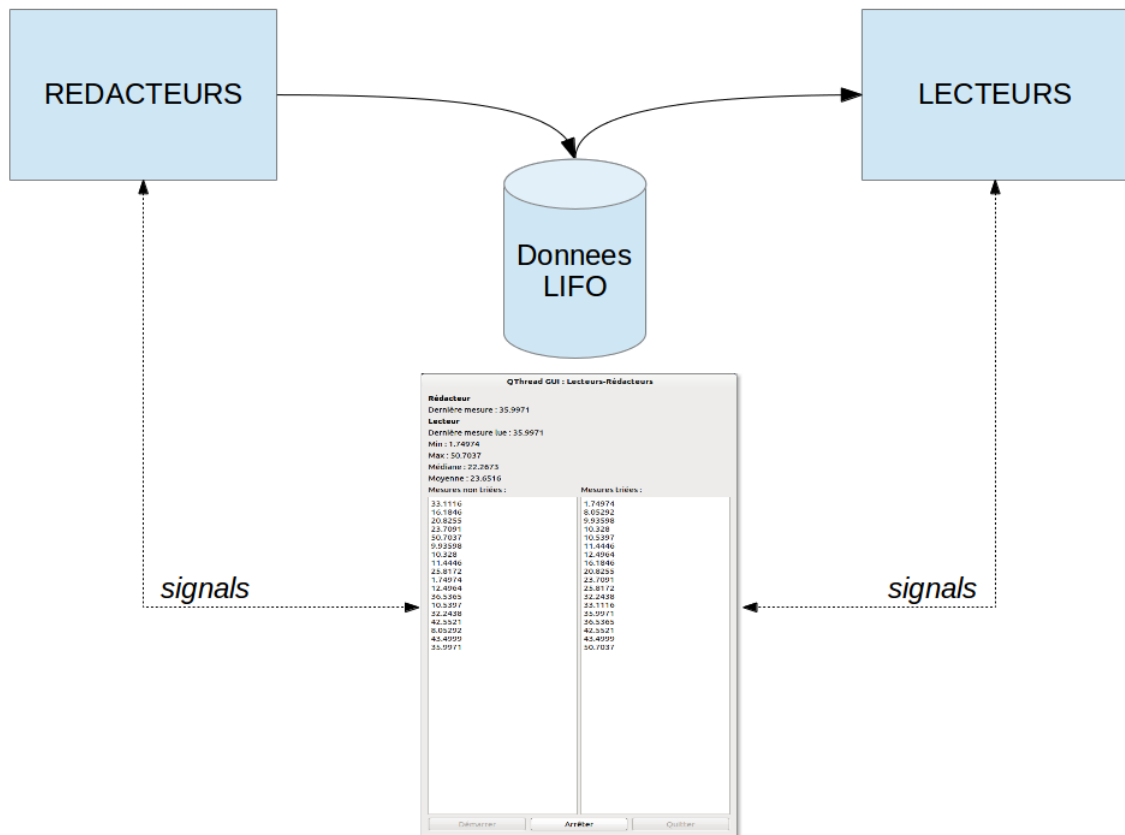 REDACTEURS
LECTEURS
Donnees
LIFO
QThread GUI : Lecteurs-Rédacteurs
Rédacteur
Dernière mesure : 35.9971
Lecteur
Dernière mesure lue : 35.9971
Min : 1.74974
Max : 50.7037
Médiane : 22.2673
Moyenne : 23.6516
Mesures non triées :
33.1116
16.1846
20.8255
23.7091
50.7037
9.93598
10.328
11.4446
25.8172
1.74974
12.4964
36.5365
10.5397
32.2438
42.5521
8.05292
43.4999
35.9971
Mesures triées :
1.74974
8.05292
9.93598
10.328
10.5397
11.4446
12.4964
16.1846
20.8255
23.7091
25.8172
32.2438
33.1116
35.9971
36.5365
42.5521
43.4999
50.7037
signals
signals
Démarrer
Arrêter
Quitter